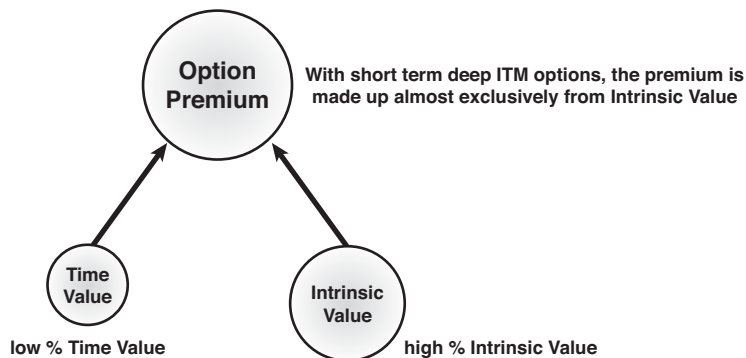 Option
Premium
With short term deep ITM options, the premium is
made up almost exclusively from Intrinsic Value
Time
Value
Intrinsic
Value
low % Time Value
high % Intrinsic Value